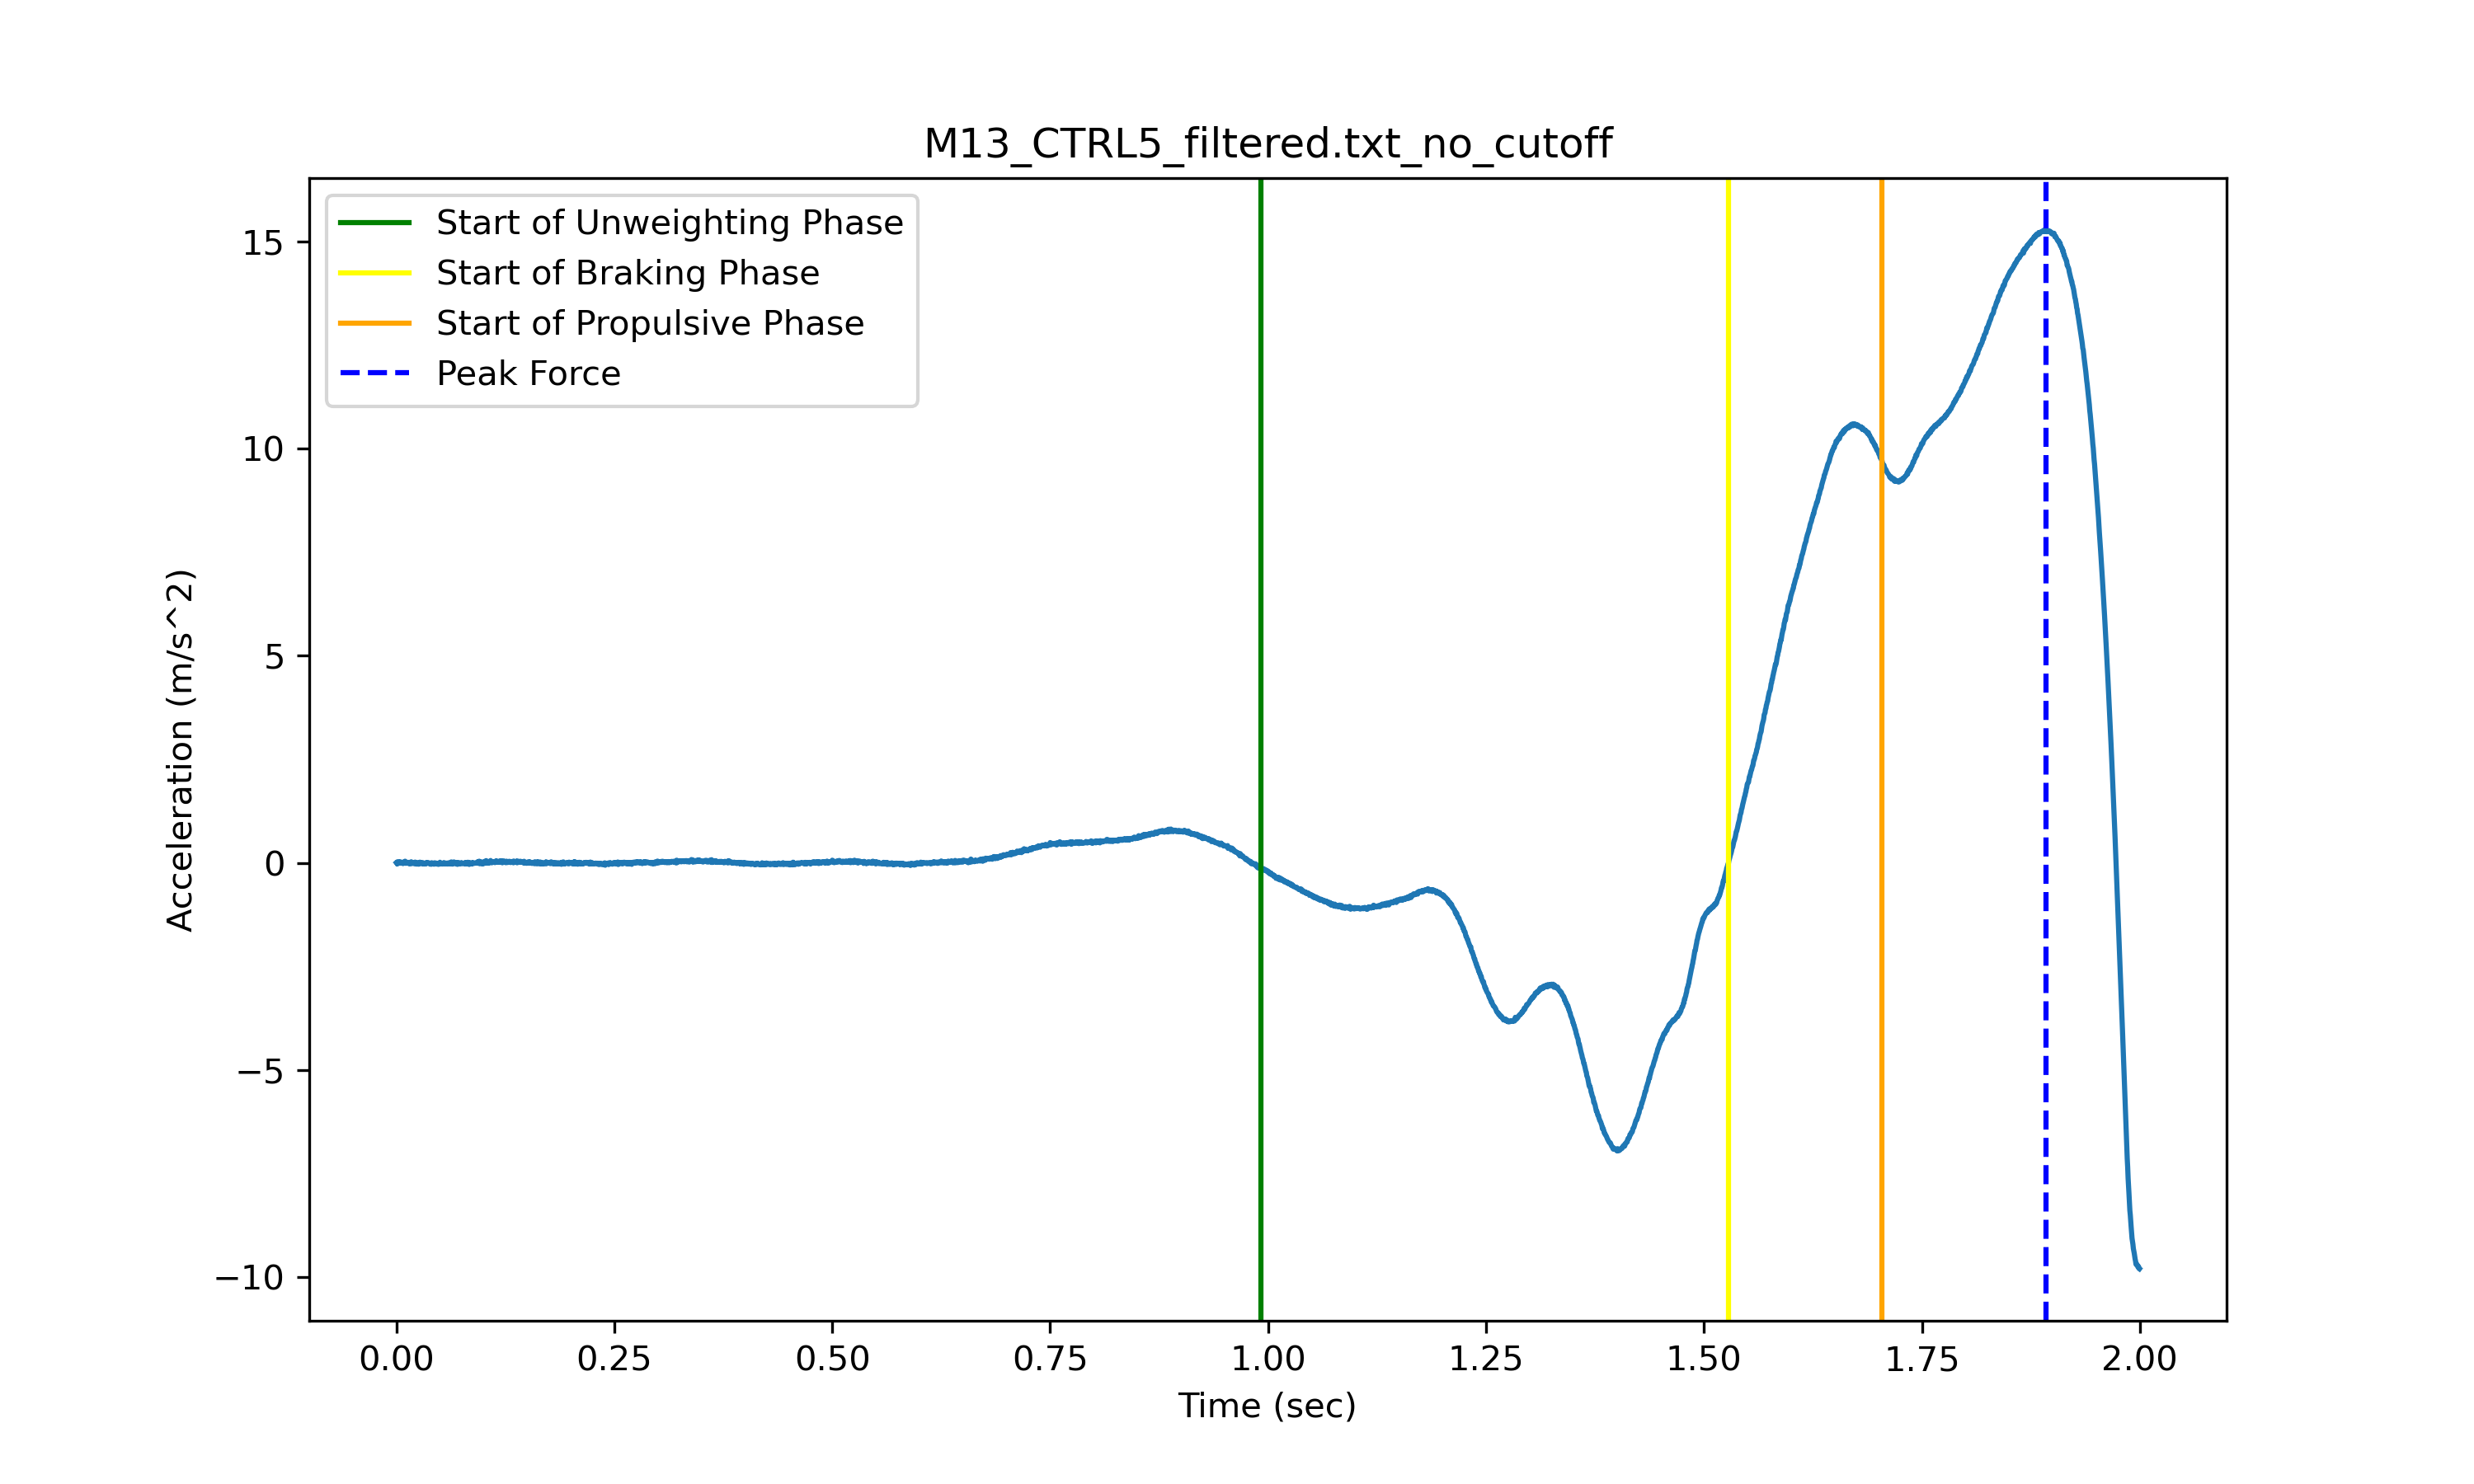 M13_CTRL5_filtered.txt_no_cutoff
Start of Unweighting Phase
Start of Braking Phase
Start of Propulsive Phase
Peak Force
15
10
5
0
−5
−10
Acceleration (m/s^2)
0.00 0.25 0.50 0.75 1.00 1.25 1.50 1.75 2.00
Time (sec)